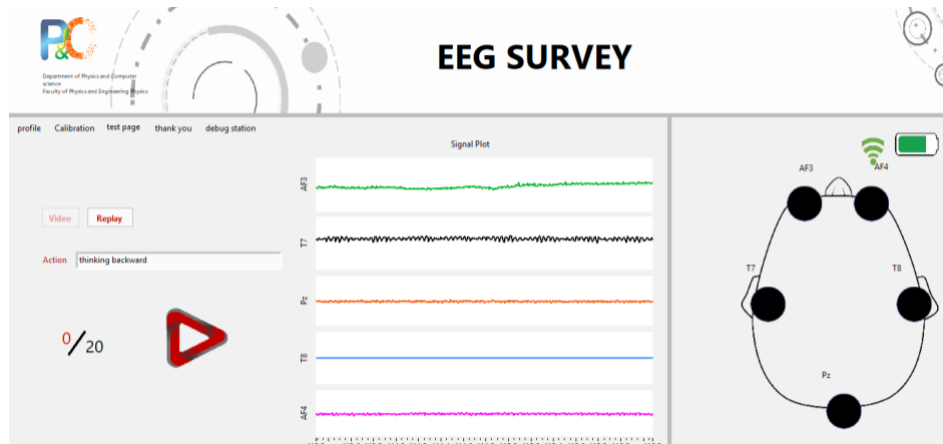 P&C
Department of Physics and Computer
science
Faculty of Physics and Engineering Physics
EEG SURVEY
profile Calibration test page thank you debug station
Signal Plot
Video Replay
Action thinking backward
0/20
AF3
T7
Pz
T8
AF4
AF3 AF4
T7 T8
Pz